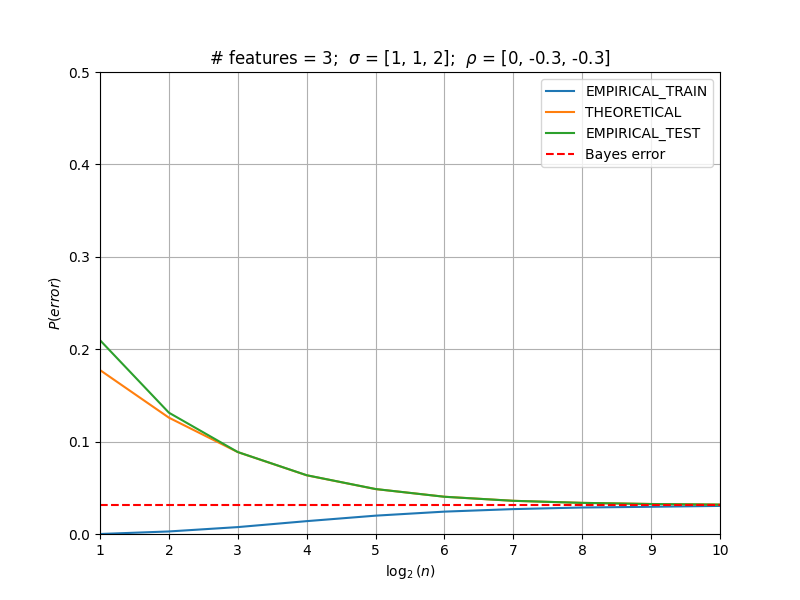 # features = 3; σ = [1, 1, 2]; ρ = [0, -0.3, -0.3]
EMPIRICAL_TRAIN
THEORETICAL
EMPIRICAL_TEST
Bayes error
P(error)
0.5
0.4
0.3
0.2
0.1
0.0
1 2 3 4 5 6 7 8 9 10
log₂(n)